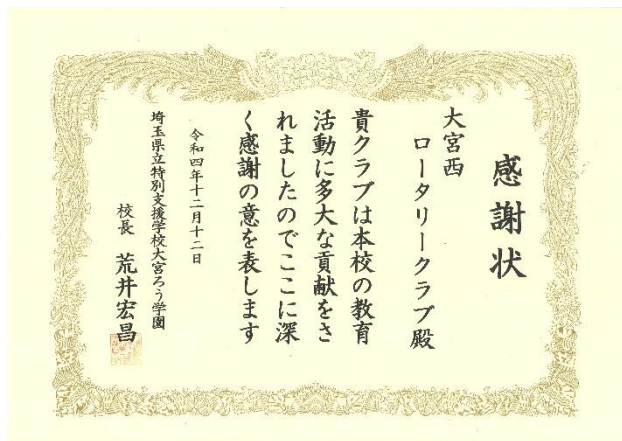 感謝状
大宮西
ロータリークラブ殿
貴クラブは本校の教育
活動に多大な貢献をさ
れましたのでここに深
く感謝の意を表します
令和四年十二月十二日
埼玉県立特別支援学校大宮ろう学園
校長 荒井宏昌